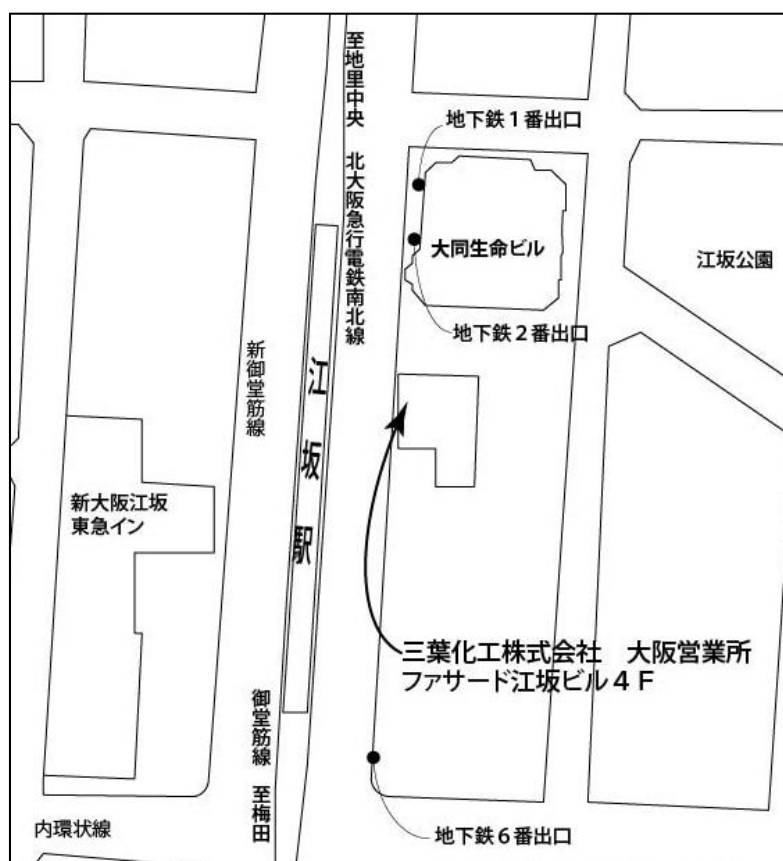 至地里中央 北大阪急行電鉄南北線
地下鉄１番出口
大同生命ビル
江坂公園
地下鉄２番出口
新御堂筋線
江坂駅
新大阪江坂
東急イン
三葉化工株式会社 大阪営業所
ファサード江坂ビル４Ｆ
御堂筋線 至梅田
内環状線
地下鉄６番出口